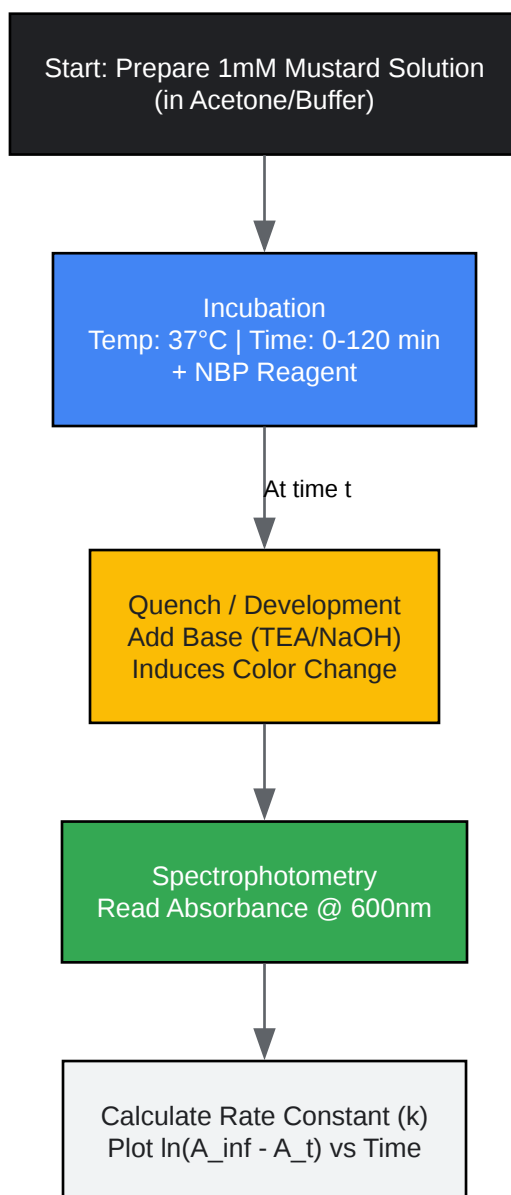 Start: Prepare 1mM Mustard Solution
(in Acetone/Buffer)
Incubation
Temp: 37°C | Time: 0-120 min
+ NBP Reagent
At time t
Quench / Development
Add Base (TEA/NaOH)
Induces Color Change
Spectrophotometry
Read Absorbance @ 600nm
Calculate Rate Constant (k)
Plot ln(A_inf - A_t) vs Time